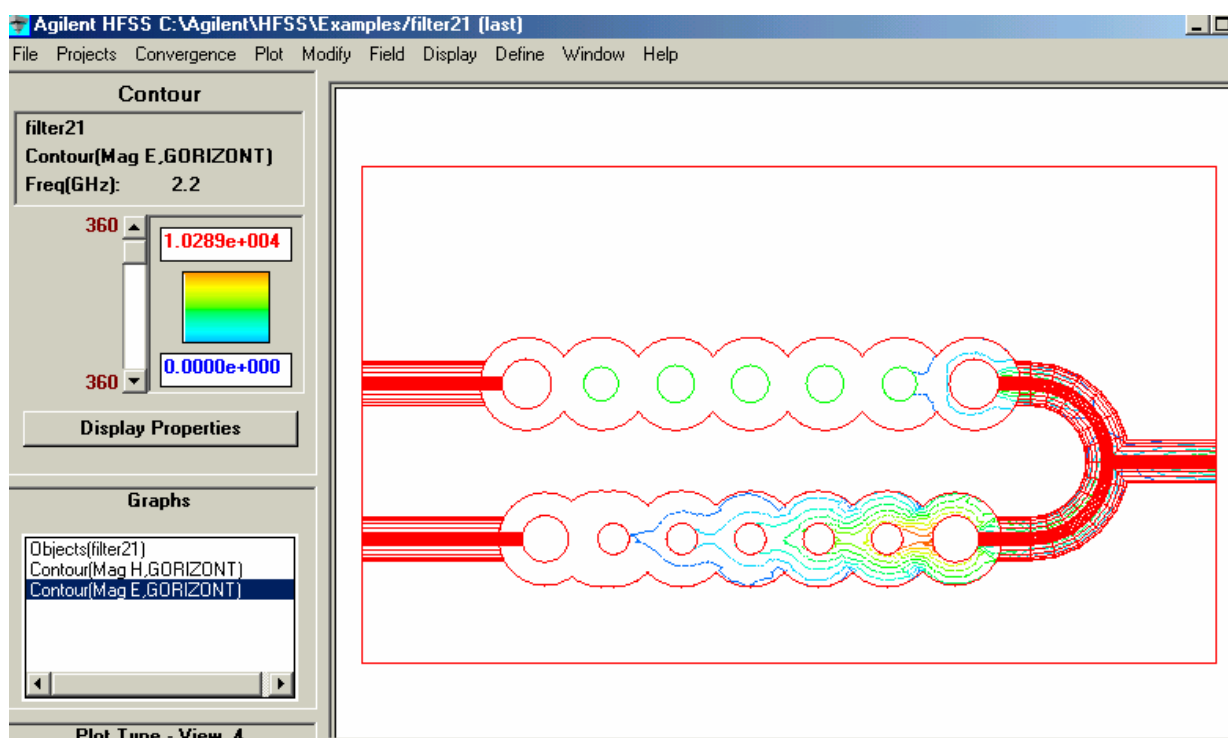 Agilent HFSS C:\Agilent\HFSS\Examples/filter21 (last)
File Projects Convergence Plot Modify Field Display Define Window Help
Contour
filter21
Contour(Mag E,GORIZONT)
Freq(GHz): 2.2
360
1.0289e+004
0.0000e+000
360
Display Properties
Graphs
Objects(filter21)
Contour(Mag H,GORIZONT)
Contour(Mag E,GORIZONT)
Plot Type - View 4